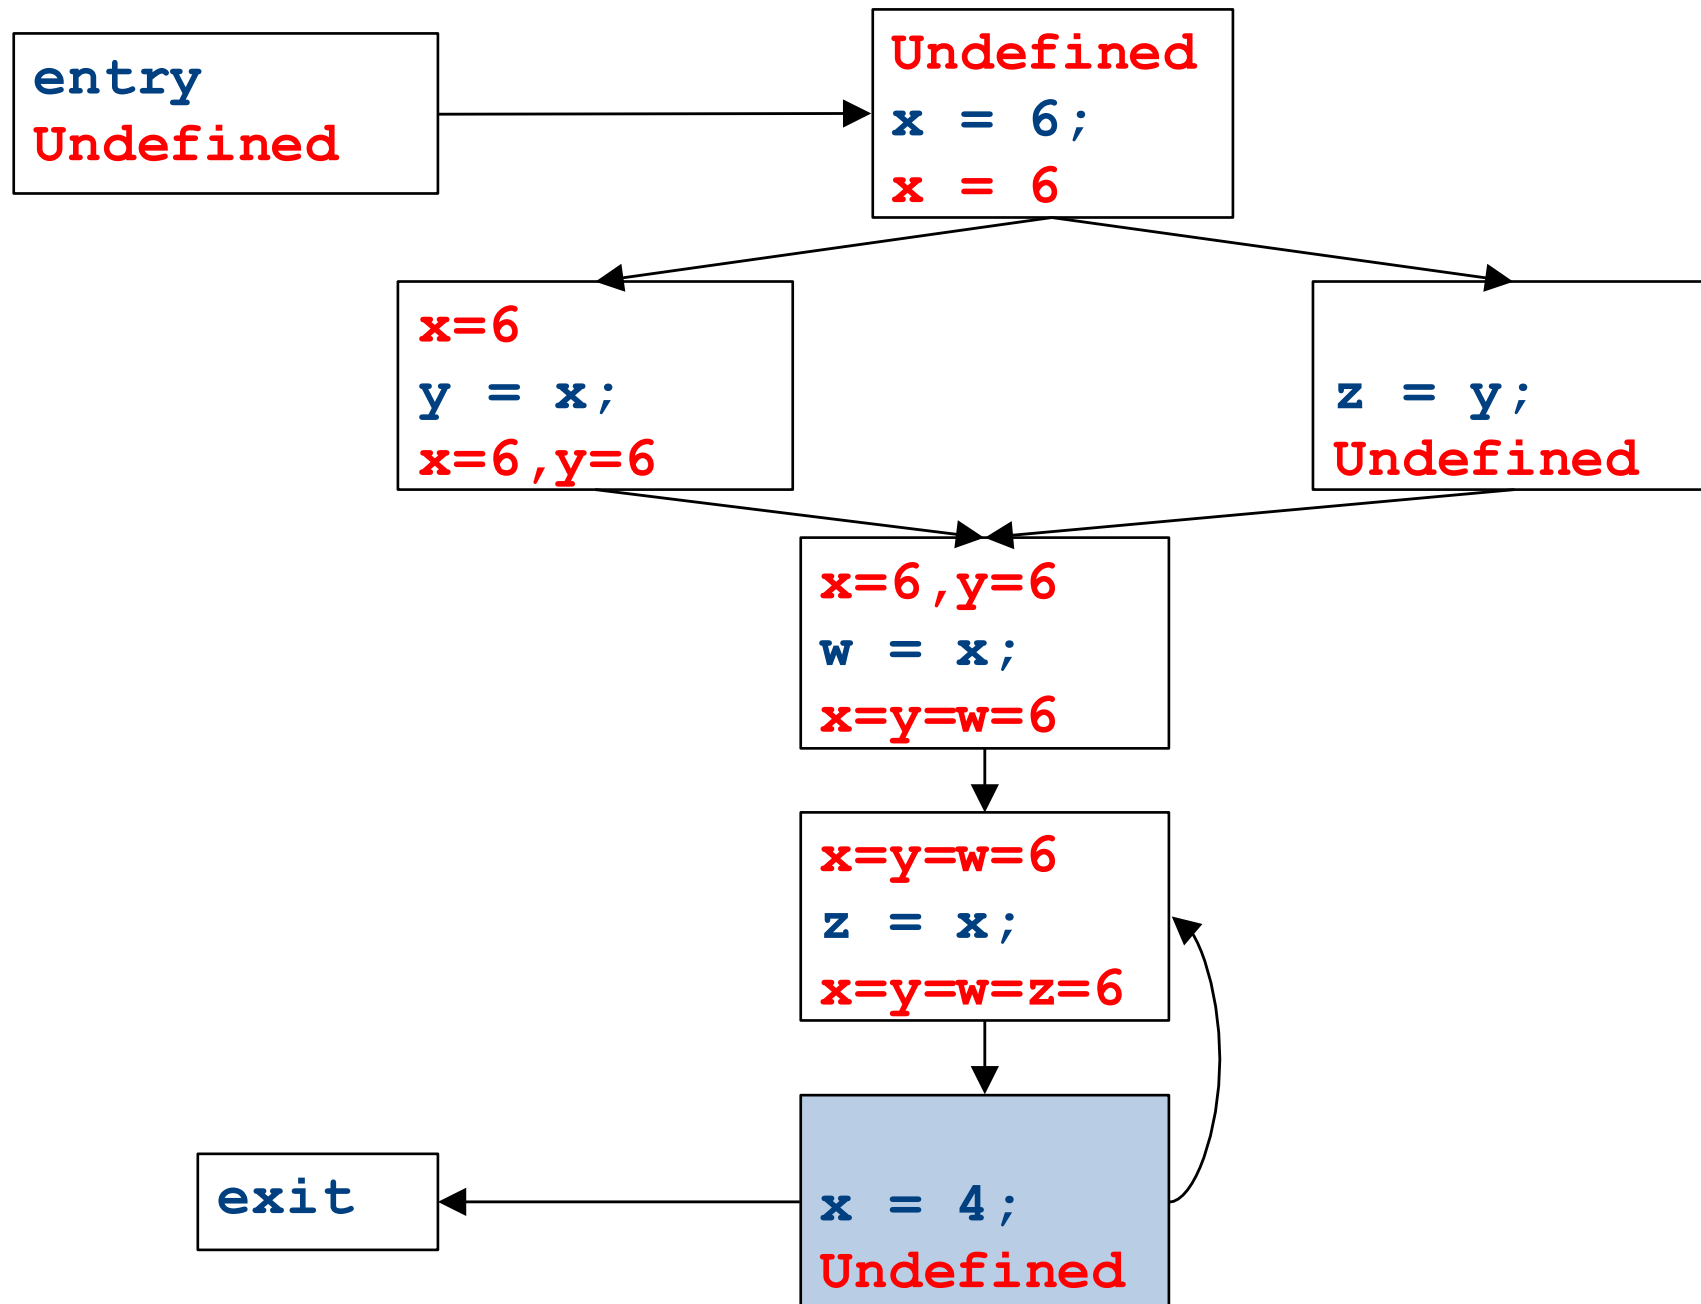 entry
Undefined
Undefined
x = 6;
x = 6
x=6
y = x;
x=6,y=6
z = y;
Undefined
x=6,y=6
w = x;
x=y=w=6
x=y=w=6
z = x;
x=y=w=z=6
exit
x = 4;
Undefined